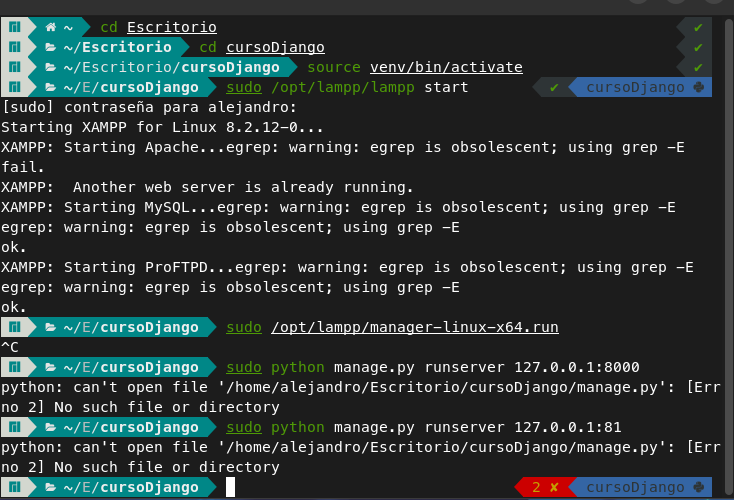 ~ cd Escritorio ✔
~/Escritorio cd cursoDjango ✔
~/Escritorio/cursoDjango source venv/bin/activate ✔
~/E/cursoDjango sudo /opt/lampp/lampp start ✔ cursoDjango
[sudo] contraseña para alejandro:
Starting XAMPP for Linux 8.2.12-0...
XAMPP: Starting Apache...egrep: warning: egrep is obsolescent; using grep -E
fail.
XAMPP:  Another web server is already running.
XAMPP: Starting MySQL...egrep: warning: egrep is obsolescent; using grep -E
egrep: warning: egrep is obsolescent; using grep -E
ok.
XAMPP: Starting ProFTPD...egrep: warning: egrep is obsolescent; using grep -E
egrep: warning: egrep is obsolescent; using grep -E
ok.
~/E/cursoDjango sudo /opt/lampp/manager-linux-x64.run
^C
~/E/cursoDjango sudo python manage.py runserver 127.0.0.1:8000
python: can't open file '/home/alejandro/Escritorio/cursoDjango/manage.py': [Err
no 2] No such file or directory
~/E/cursoDjango sudo python manage.py runserver 127.0.0.1:81
python: can't open file '/home/alejandro/Escritorio/cursoDjango/manage.py': [Err
no 2] No such file or directory
~/E/cursoDjango 2 ✘ cursoDjango